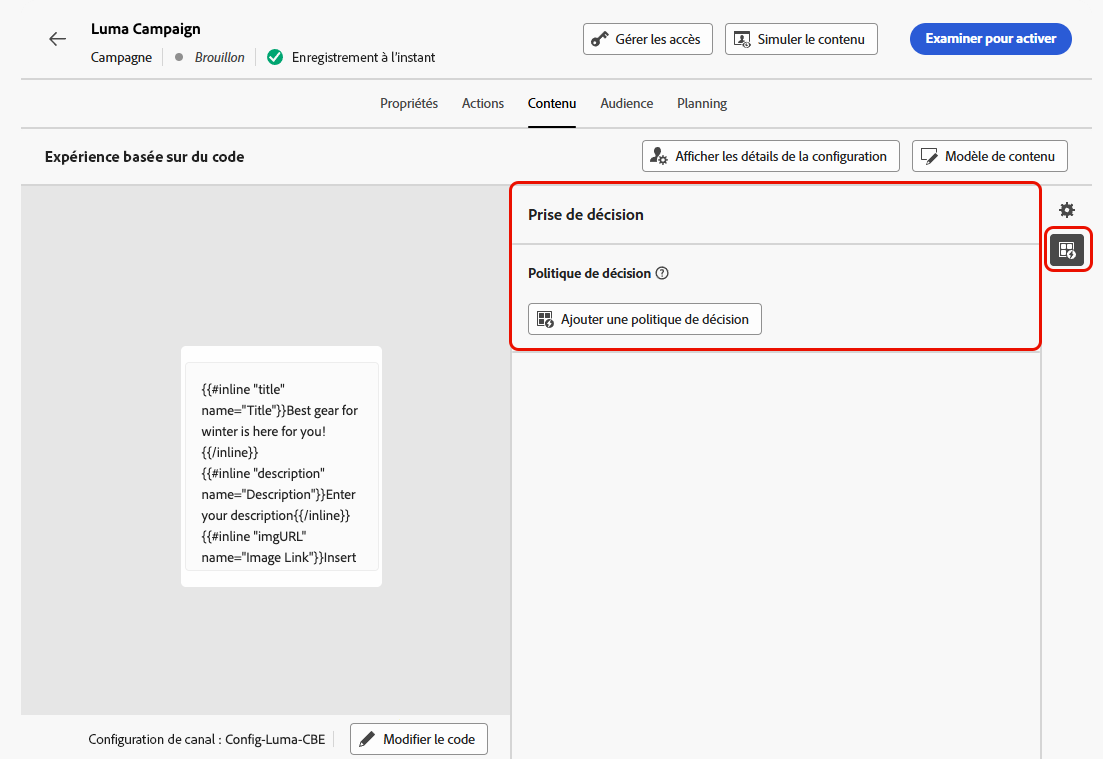 Luma Campaign
Campagne
Brouillon
Enregistrement à l'instant
Gérer les accès
Simuler le contenu
Examiner pour activer
Propriétés
Actions
Contenu
Audience
Planning
Expérience basée sur du code
Afficher les détails de la configuration
Modèle de contenu
Prise de décision
Politique de décision
Ajouter une politique de décision
{{#inline "title"
name="Title"}}Best gear for
winter is here for you!
{{/inline}}
{{#inline "description"
name="Description"}}Enter
your description{{/inline}}
{{#inline "imgURL"
name="Image Link"}}Insert
Configuration de canal : Config-Luma-CBE
Modifier le code